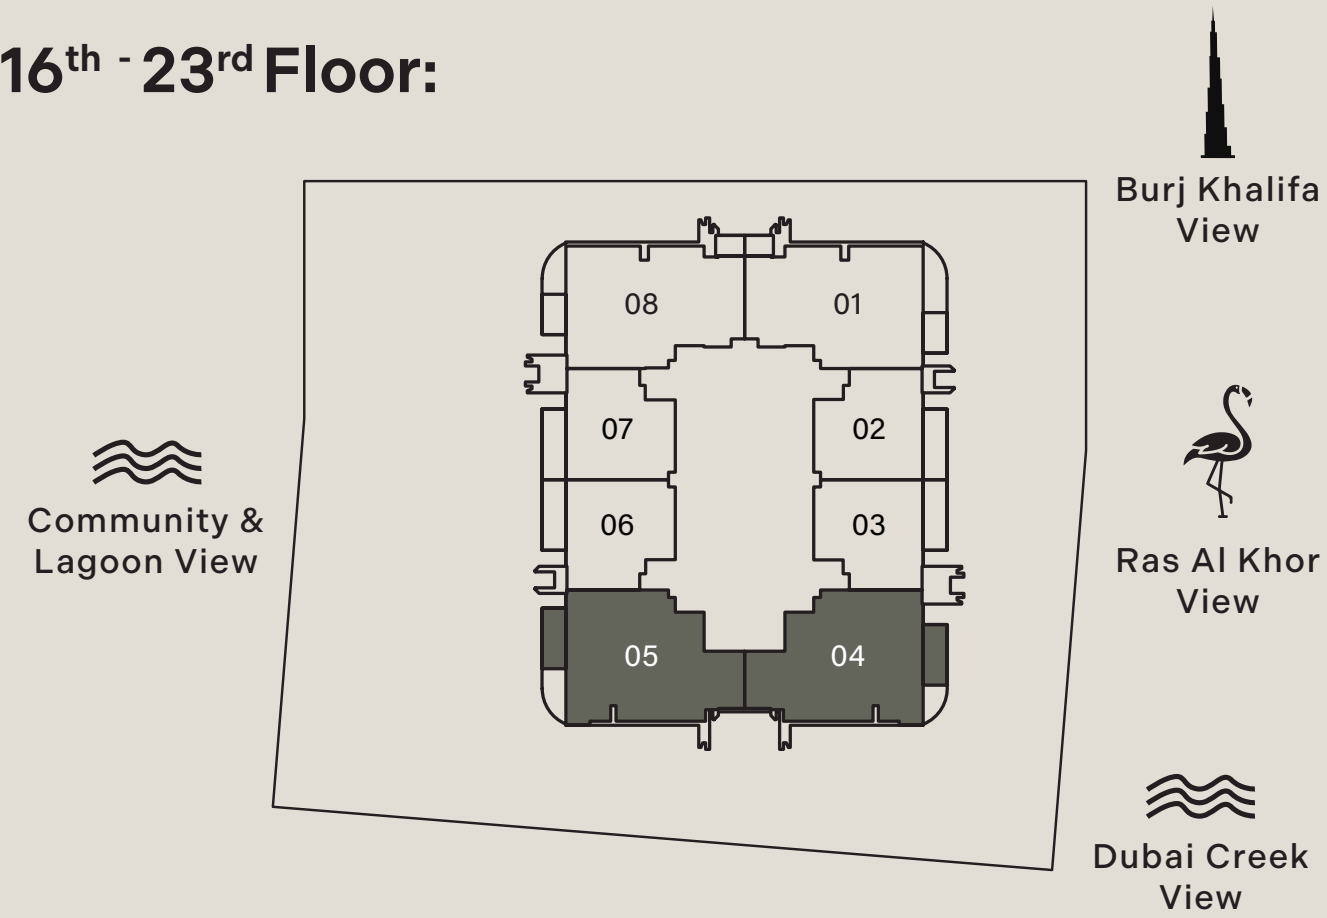 16th - 23rd Floor:
Burj Khalifa
View
08
01
07
02
Community &
Lagoon View
06
03
Ras Al Khor
View
05
04
Dubai Creek
View